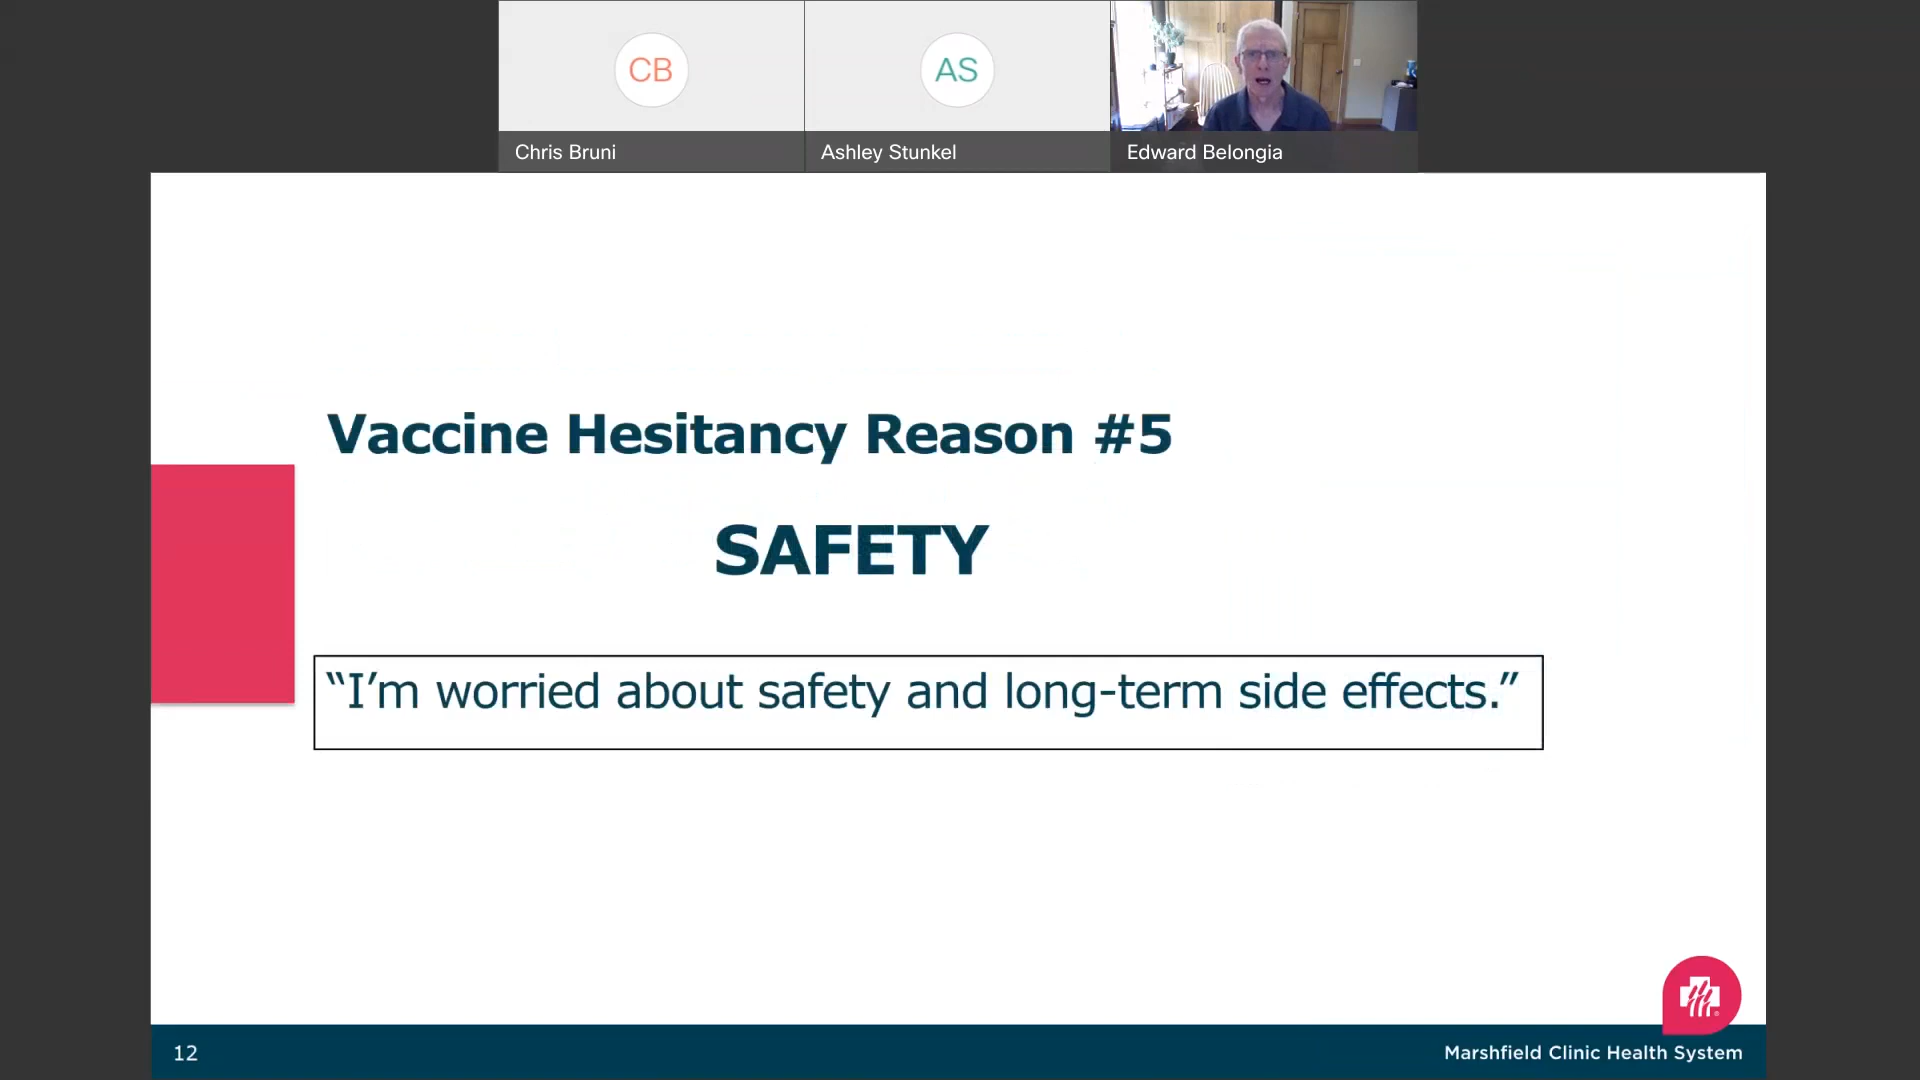 CB
AS
Chris Bruni
Ashley Stunkel
Edward Belongia
Vaccine Hesitancy Reason #5
SAFETY
“I’m worried about safety and long-term side effects.”
12
Marshfield Clinic Health System